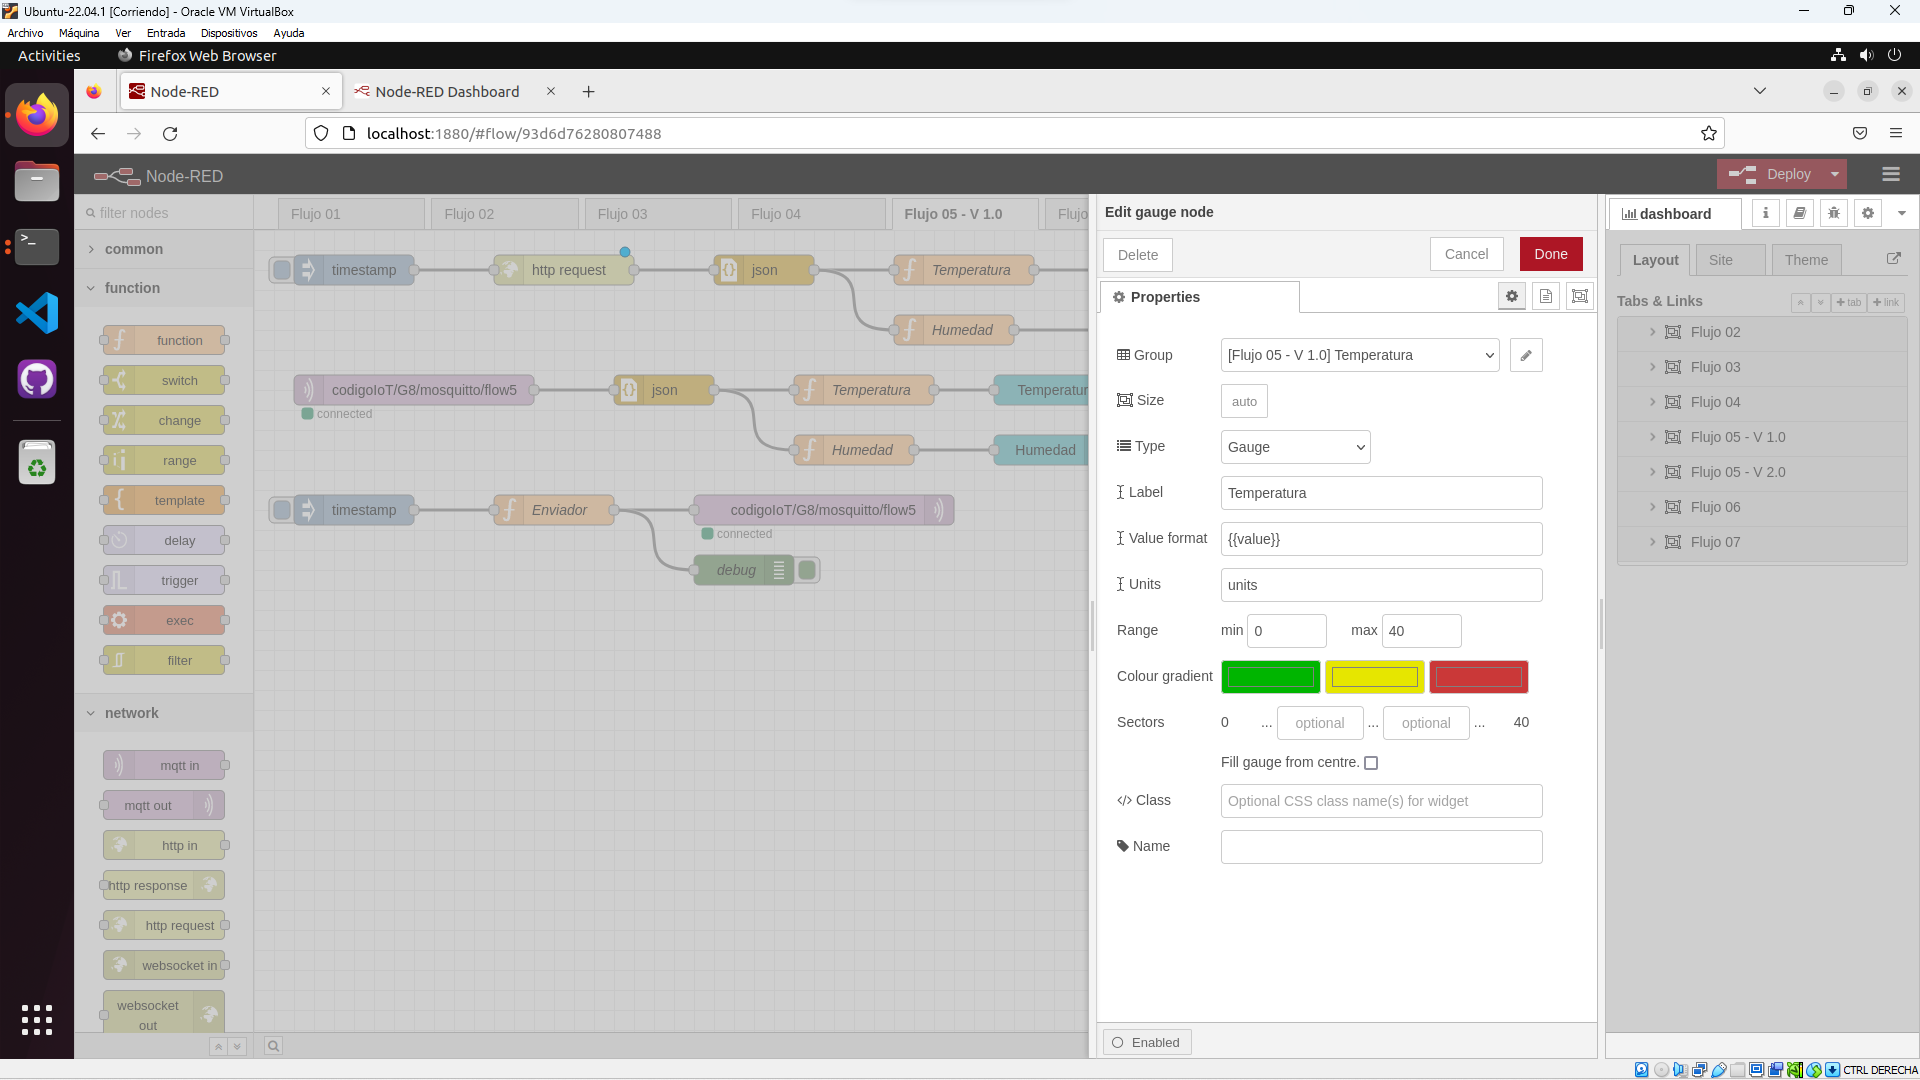 Ubuntu-22.04.1 [Corriendo] - Oracle VM VirtualBox
Archivo Máquina Ver Entrada Dispositivos Ayuda
Activities Firefox Web Browser
Node-RED Node-RED Dashboard
localhost:1880/#flow/93d6d76280807488
Node-RED Deploy
filter nodes
Flujo 01 Flujo 02 Flujo 03 Flujo 04 Flujo 05 - V 1.0 Flujo
common
function
function
switch
change
range
template
delay
trigger
exec
filter
network
mqtt in
mqtt out
http in
http response
http request
websocket in
websocket out
timestamp http request json Temperatura
Humedad
codigoIoT/G8/mosquitto/flow5 json Temperatura Temperatur
connected
Humedad Humedad
timestamp Enviador codigoIoT/G8/mosquitto/flow5
connected
debug
Edit gauge node
Delete Cancel Done
Properties
Group [Flujo 05 - V 1.0] Temperatura
Size auto
Type Gauge
Label Temperatura
Value format {{value}}
Units units
Range min 0 max 40
Colour gradient
Sectors 0 ... optional ... optional ... 40
Fill gauge from centre.
Class Optional CSS class name(s) for widget
Name
Enabled
dashboard
Layout Site Theme
Tabs & Links tab link
Flujo 02
Flujo 03
Flujo 04
Flujo 05 - V 1.0
Flujo 05 - V 2.0
Flujo 06
Flujo 07
CTRL DERECHA